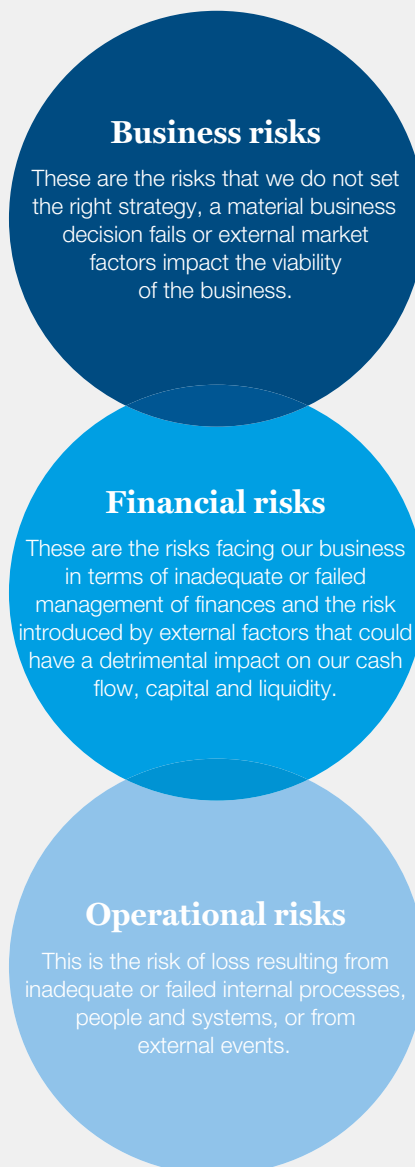 Business risks
These are the risks that we do not set
the right strategy, a material business
decision fails or external market
factors impact the viability
of the business.
Financial risks
These are the risks facing our business
in terms of inadequate or failed
management of finances and the risk
introduced by external factors that could
have a detrimental impact on our cash
flow, capital and liquidity.
Operational risks
This is the risk of loss resulting from
inadequate or failed internal processes,
people and systems, or from
external events.